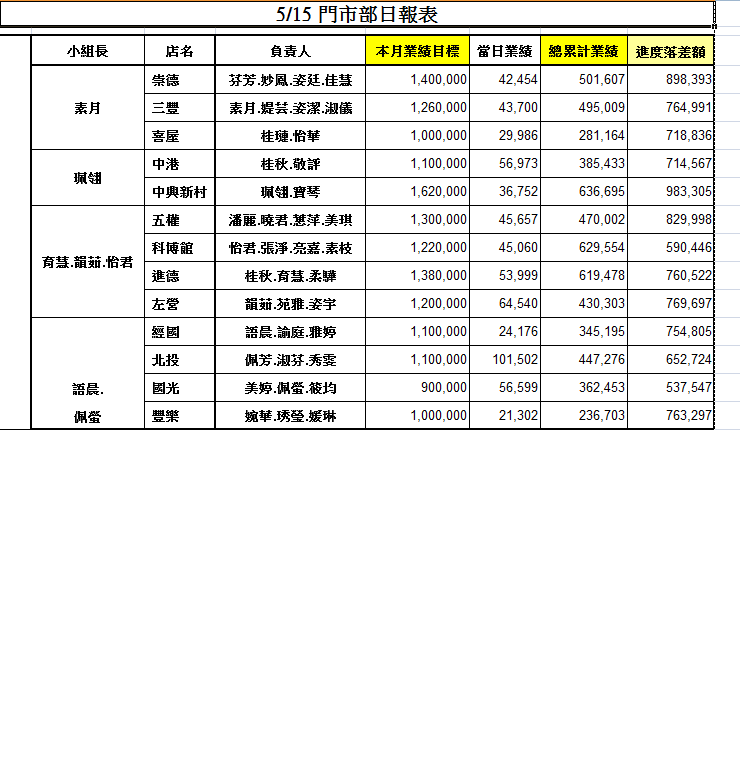 5/15 門市部日報表
小組長 店名 負責人 本月業績目標 當日業績 總累計業績 進度落差額
崇德 芬芳.妙鳳.姿廷.佳慧 1,400,000 42,454 501,607 898,393
素月 三豐 素月.緹芸.姿潔.淑儀 1,260,000 43,700 495,009 764,991
喜屋 桂璉.怡華 1,000,000 29,986 281,164 718,836
珮翎 中港 桂秋.敬評 1,100,000 56,973 385,433 714,567
中興新村 珮翎.寶琴 1,620,000 36,752 636,695 983,305
五權 潘麗.曉君.蕙萍.美琪 1,300,000 45,657 470,002 829,998
育慧.韻茹.怡君 科博館 怡君.張淨.亮嘉.素枝 1,220,000 45,060 629,554 590,446
進德 桂秋.育慧.柔驊 1,380,000 53,999 619,478 760,522
左營 韻茹.苑雅.姿宇 1,200,000 64,540 430,303 769,697
經國 語晨.諭庭.雅婷 1,100,000 24,176 345,195 754,805
北投 佩芳.淑芬.秀雯 1,100,000 101,502 447,276 652,724
語晨. 國光 美婷.佩螢.筱均 900,000 56,599 362,453 537,547
佩螢 豐樂 婉華.琇瑩.媛琳 1,000,000 21,302 236,703 763,297